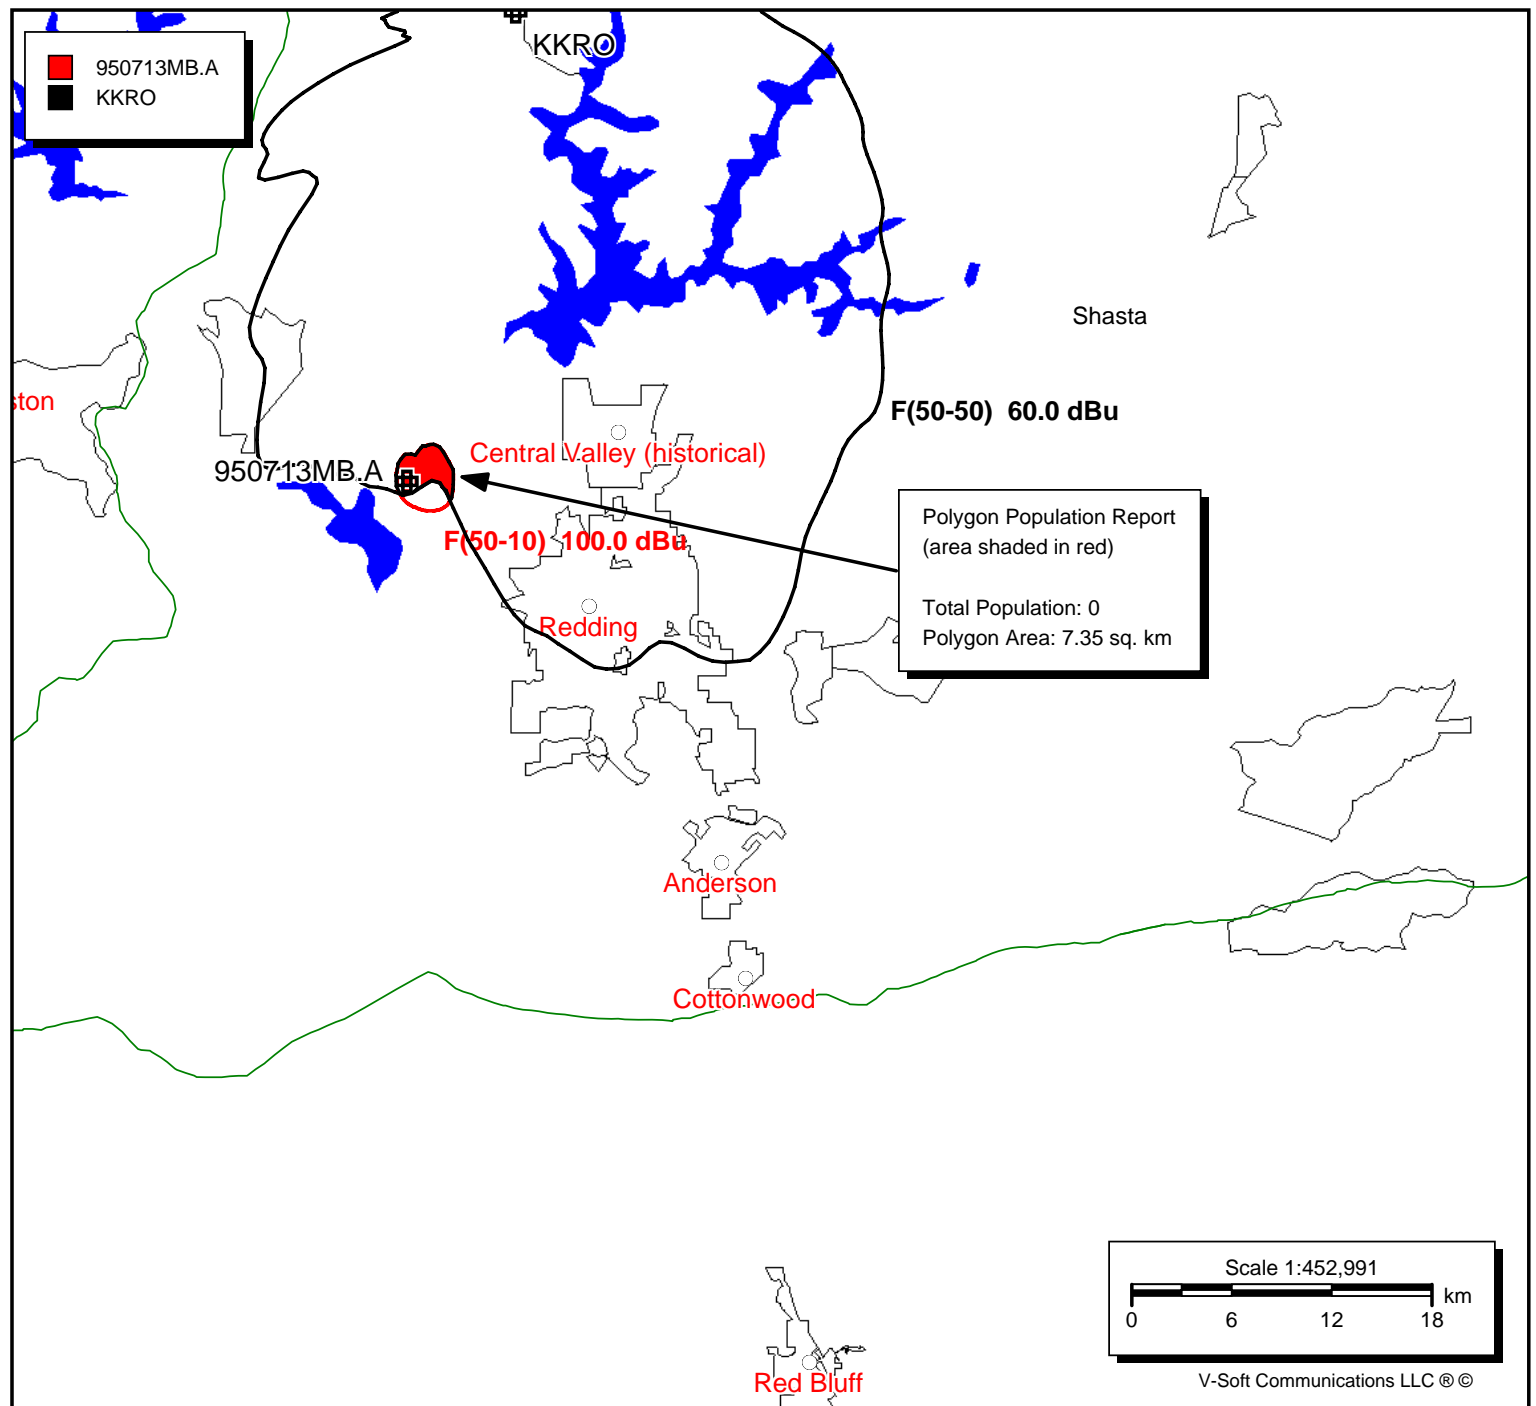 950713MB.A
KKRO
KKRO
Shasta
ston
F(50-50) 60.0 dBu
Central Valley (historical)
950713MB.A
Polygon Population Report
(area shaded in red)
Total Population: 0
Polygon Area: 7.35 sq. km
F(50-10) 100.0 dBu
Redding
Anderson
Cottonwood
Scale 1:452,991
km
0 6 12 18
Red Bluff
V-Soft Communications LLC ® ©